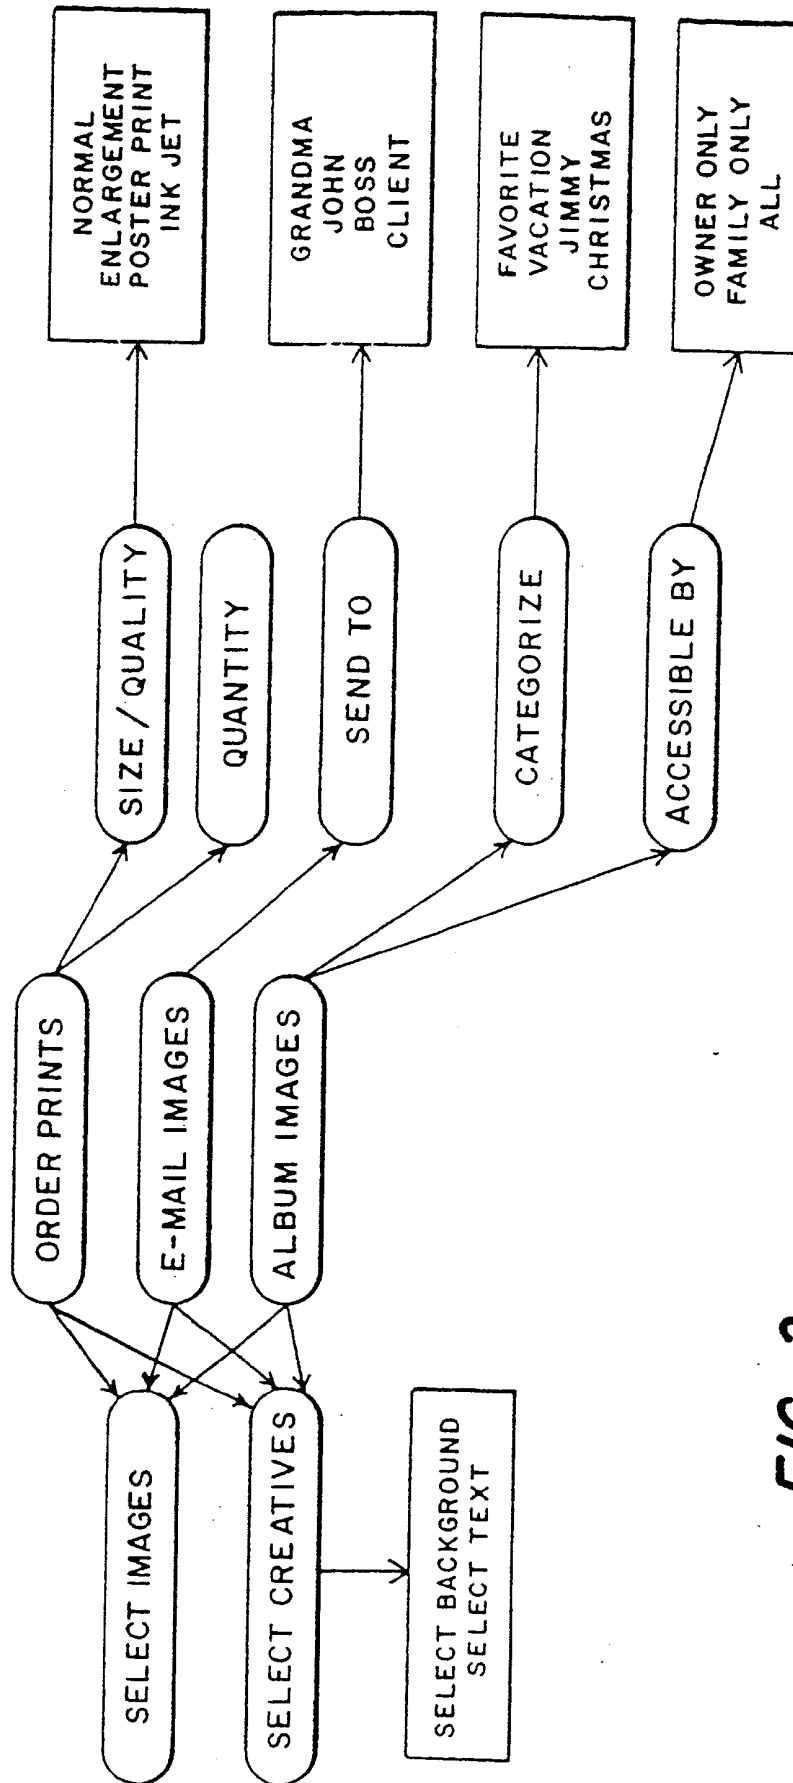 SELECT IMAGES
SELECT CREATIVES
SELECT BACKGROUND
SELECT TEXT
ORDER PRINTS
E-MAIL IMAGES
ALBUM IMAGES
SIZE / QUALITY
QUANTITY
SEND TO
CATEGORIZE
ACCESSIBLE BY
NORMAL
ENLARGEMENT
POSTER PRINT
INK JET
GRANDMA
JOHN
BOSS
CLIENT
FAVORITE
VACATION
JIMMY
CHRISTMAS
OWNER ONLY
FAMILY ONLY
ALL
FIG.